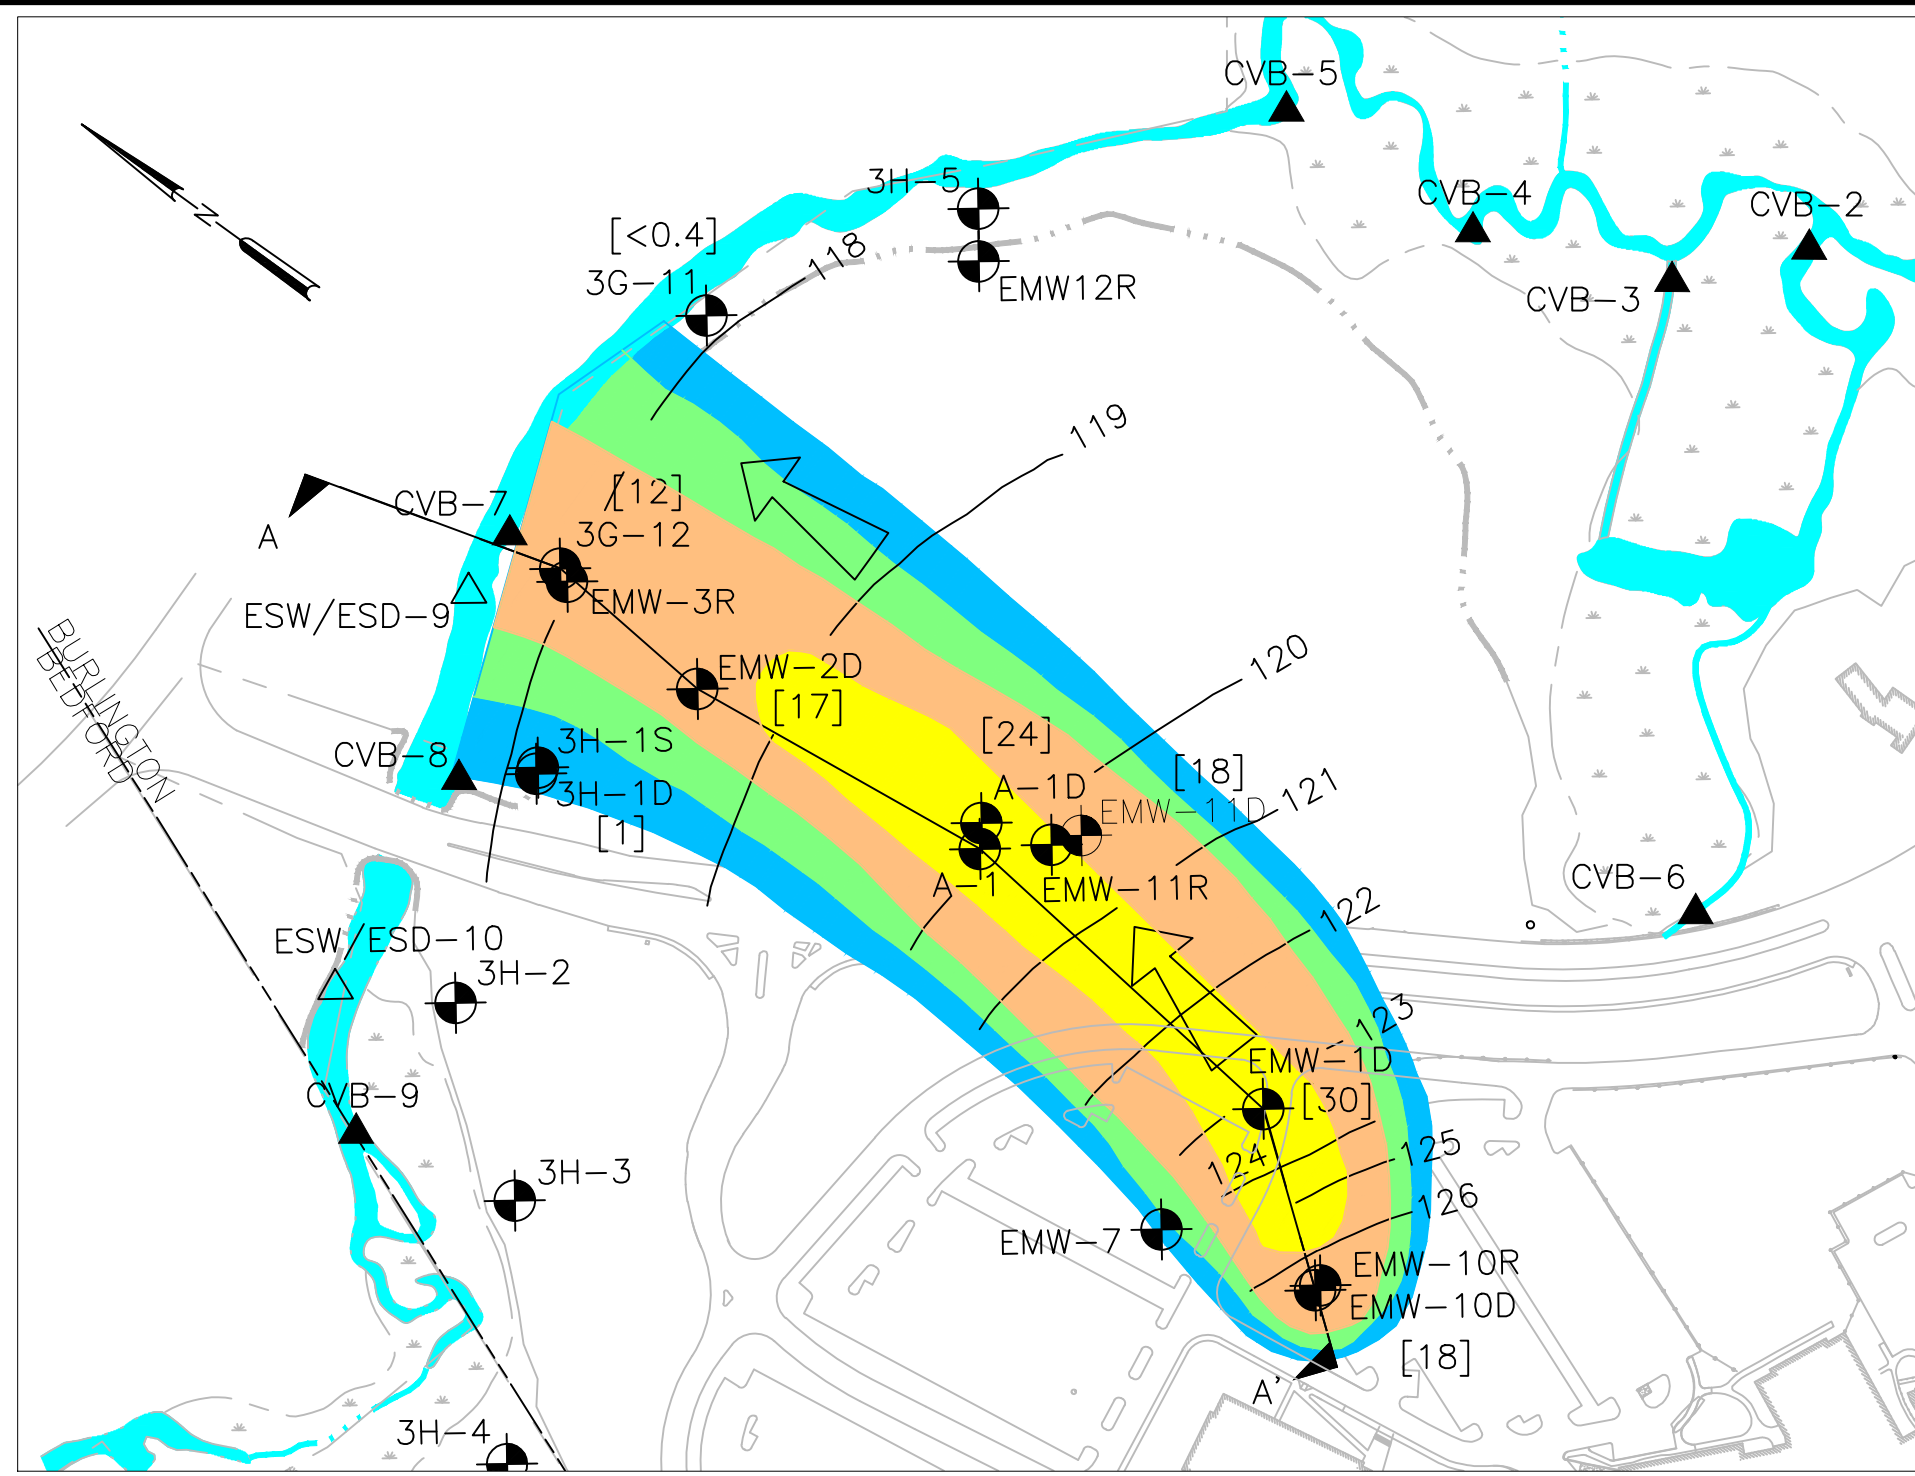 CVB-5
3H-5
CVB-4
CVB-2
N
[<0.4]
118
3G-11
EMW12R
CVB-3
119
CVB-7
[12]
A
3G-12
EMW-3R
ESW/ESD-9
BURLINGTON
BEDFORD
120
EMW-2D
[17]
[24]
3H-1S
CVB-8
[18]
A-1D
3H-1D
EMW-11D
121
[1]
A-1
EMW-11R
CVB-6
122
ESW/ESD-10
3H-2
123
EMW-1D
CVB-9
[30]
125
124
3H-3
126
EMW-7
EMW-10R
EMW-10D
[18]
A'
3H-4